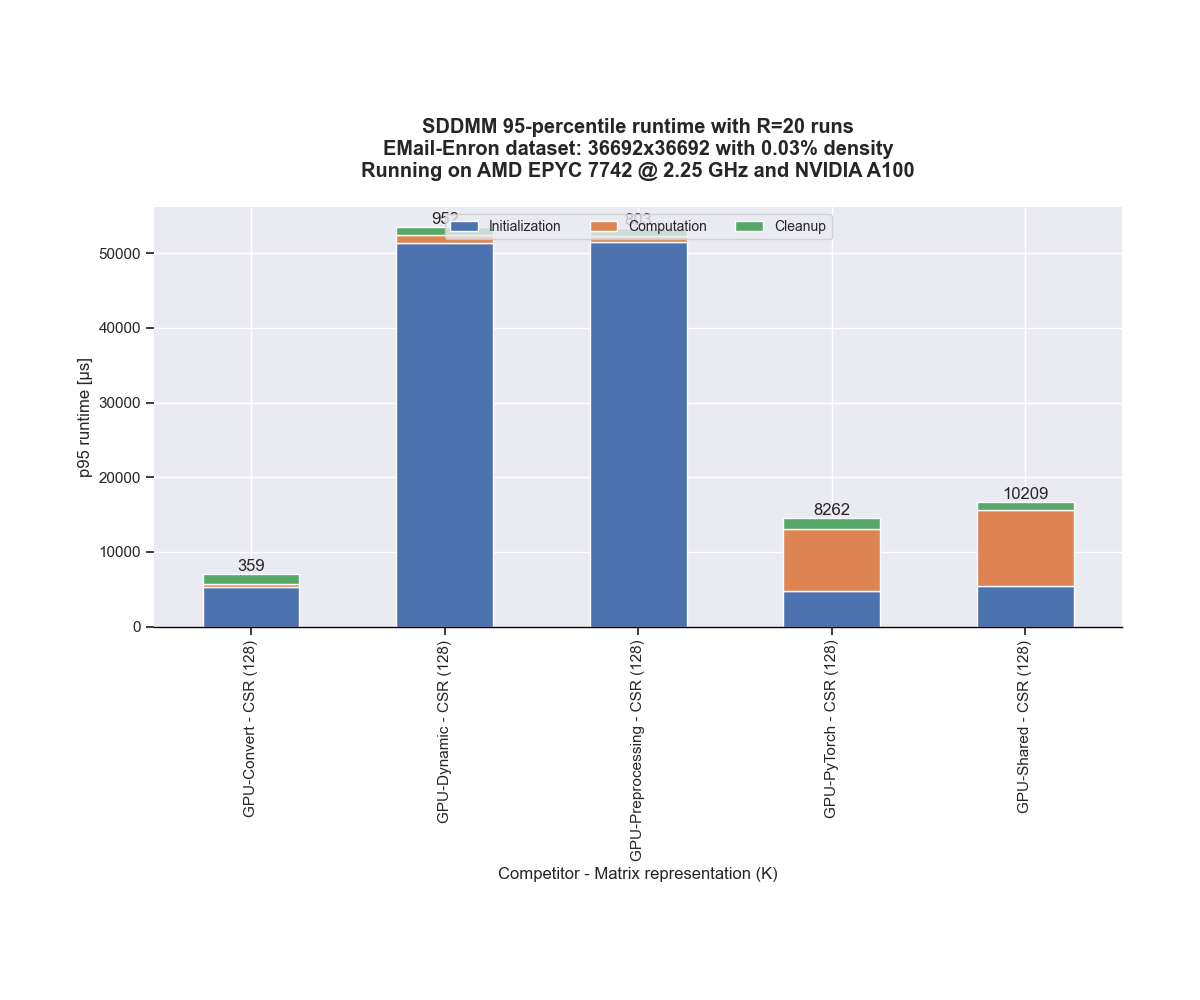 SDDMM 95-percentile runtime with R=20 runs
EMail-Enron dataset: 36692x36692 with 0.03% density
Running on AMD EPYC 7742 @ 2.25 GHz and NVIDIA A100
952
803
Initialization Computation Cleanup
50000
40000
30000
20000
10000
0
p95 runtime [µs]
359
8262
10209
GPU-Convert - CSR (128)
GPU-Dynamic - CSR (128)
GPU-Preprocessing - CSR (128)
GPU-PyTorch - CSR (128)
GPU-Shared - CSR (128)
Competitor - Matrix representation (K)